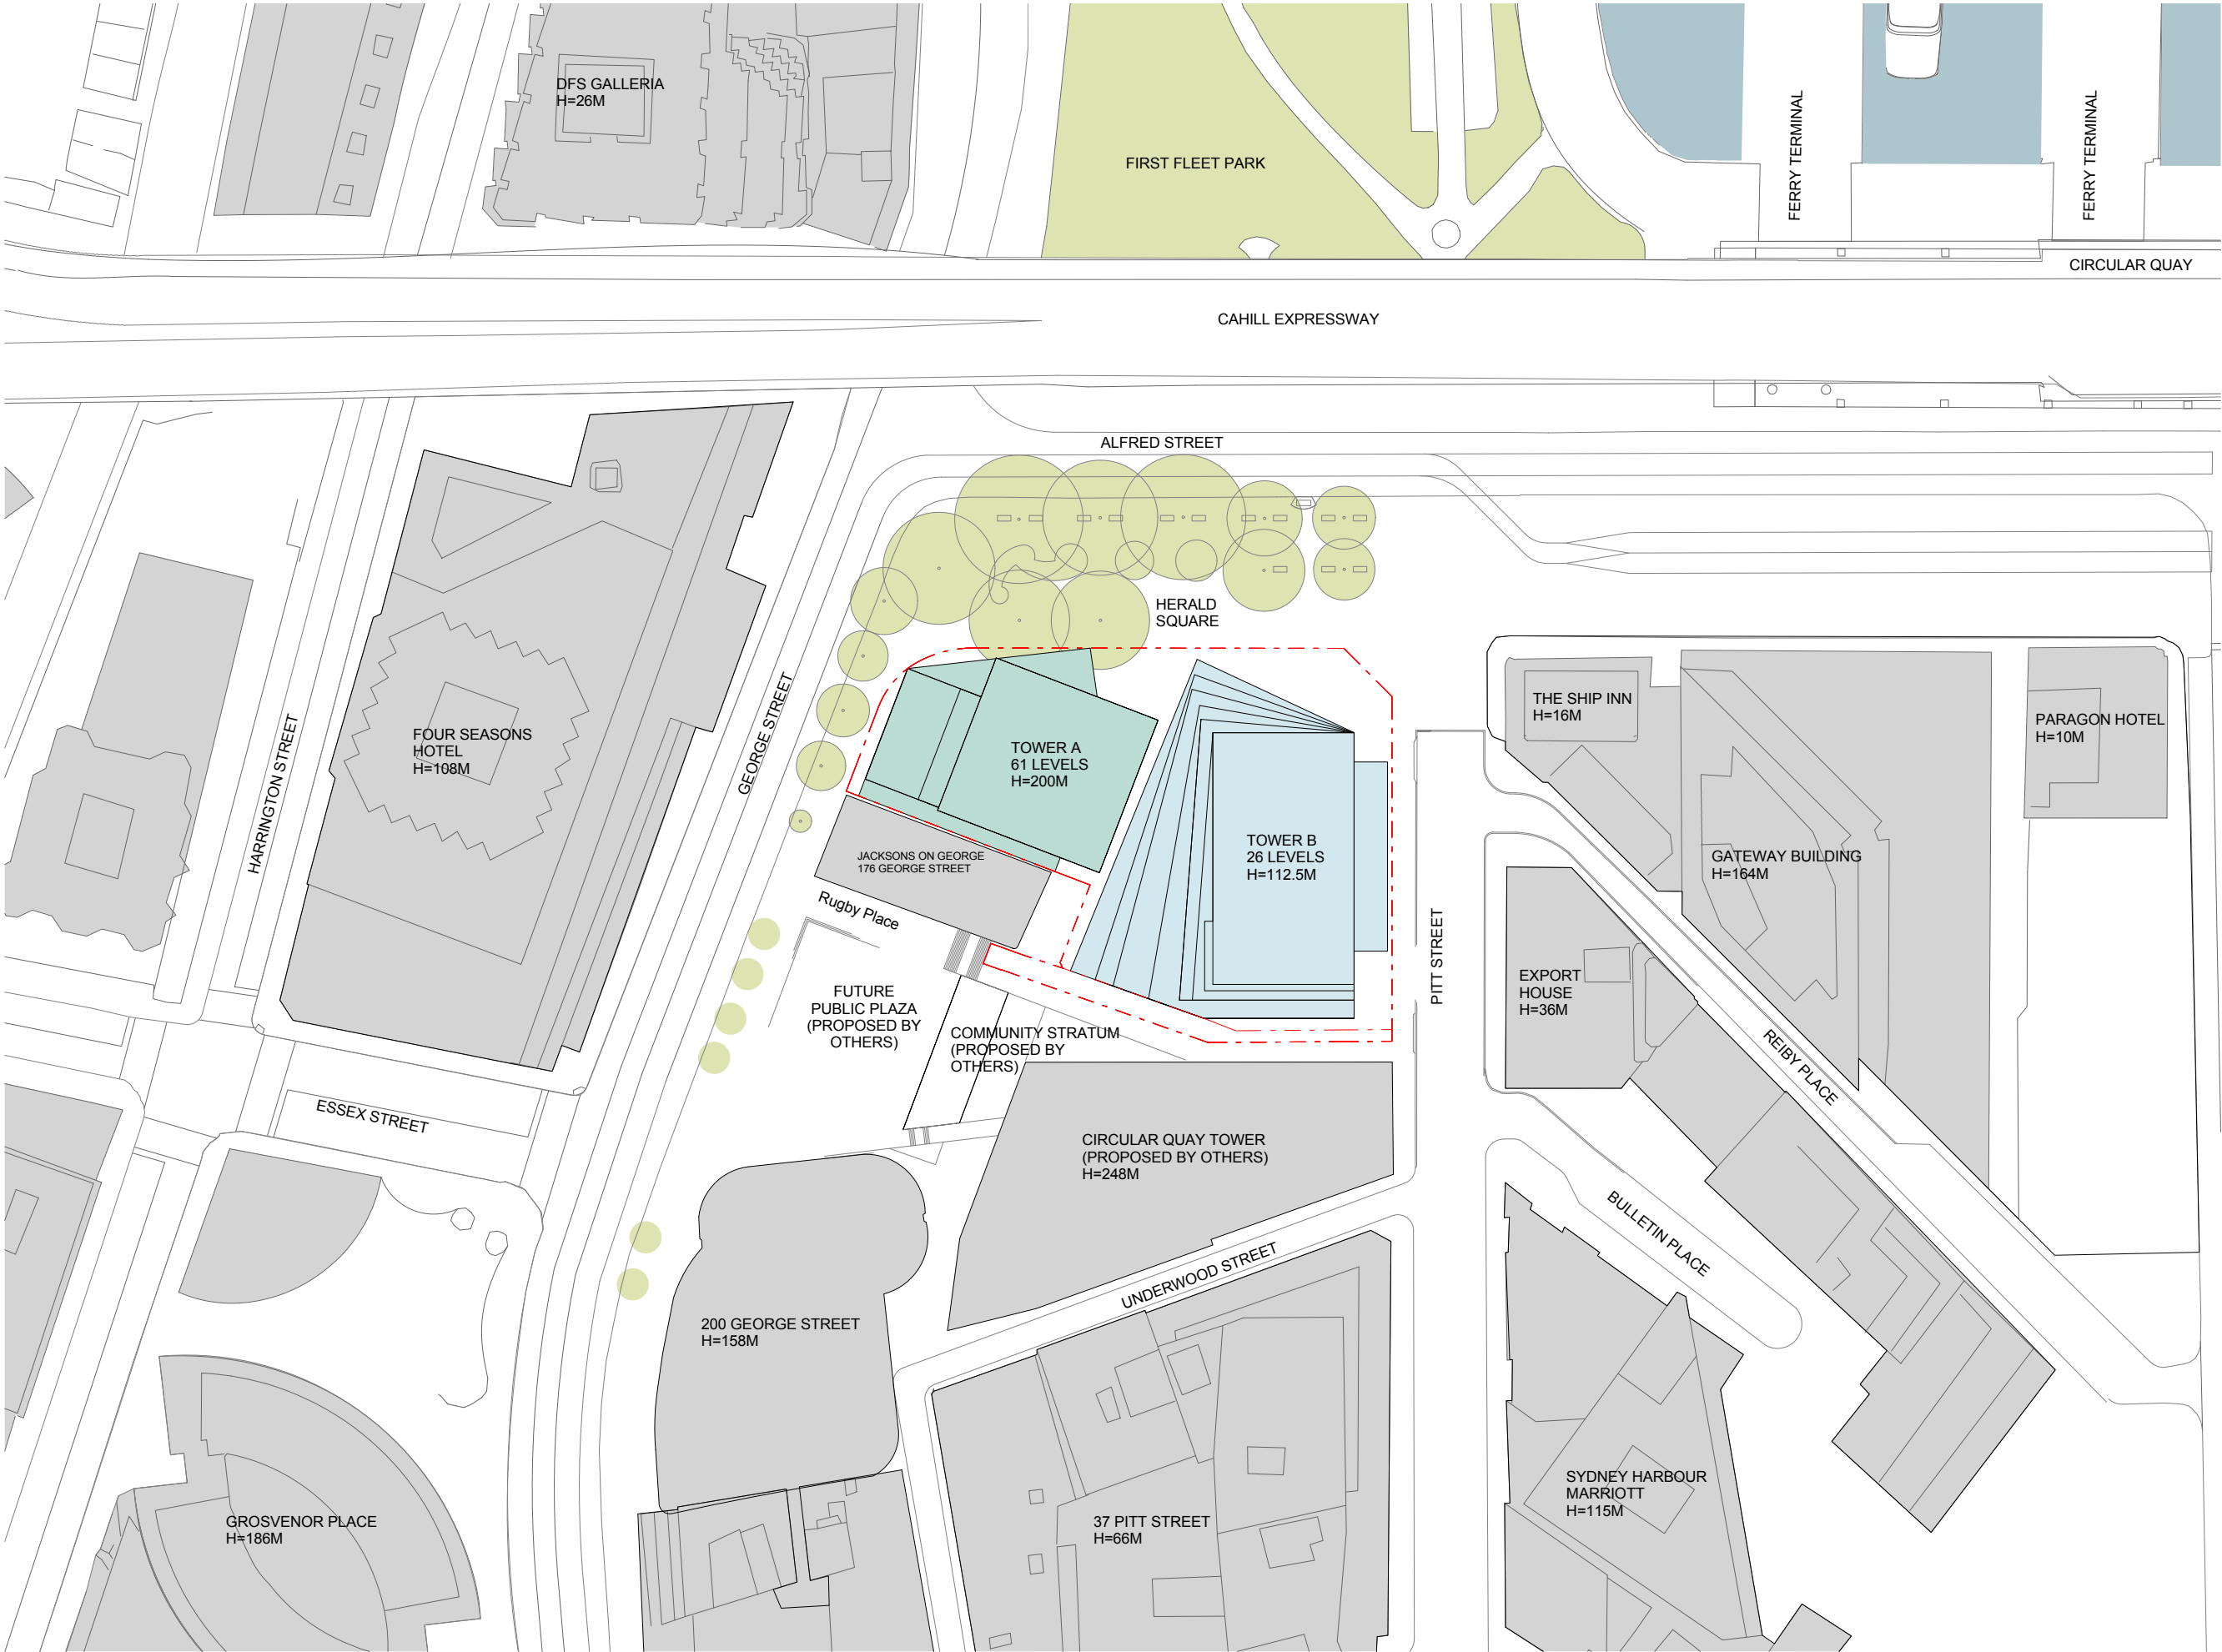 DFS GALLERIA
H=26M
FIRST FLEET PARK
FERRY TERMINAL
FERRY TERMINAL
CIRCULAR QUAY
CAHILL EXPRESSWAY
ALFRED STREET
HERALD
SQUARE
GEORGE STREET
HARRINGTON STREET
FOUR SEASONS
HOTEL
H=108M
TOWER A
61 LEVELS
H=200M
THE SHIP INN
H=16M
PARAGON HOTEL
H=10M
JACKSONS ON GEORGE
176 GEORGE STREET
TOWER B
26 LEVELS
H=112.5M
GATEWAY BUILDING
H=164M
Rugby Place
PITT STREET
EXPORT
HOUSE
H=36M
FUTURE
PUBLIC PLAZA
(PROPOSED BY
OTHERS)
COMMUNITY STRATUM
(PROPOSED BY
OTHERS)
REIBY PLACE
ESSEX STREET
CIRCULAR QUAY TOWER
(PROPOSED BY OTHERS)
H=248M
BULLETIN PLACE
UNDERWOOD STREET
200 GEORGE STREET
H=158M
GROSVENOR PLACE
H=186M
37 PITT STREET
H=66M
SYDNEY HARBOUR
MARRIOTT
H=115M